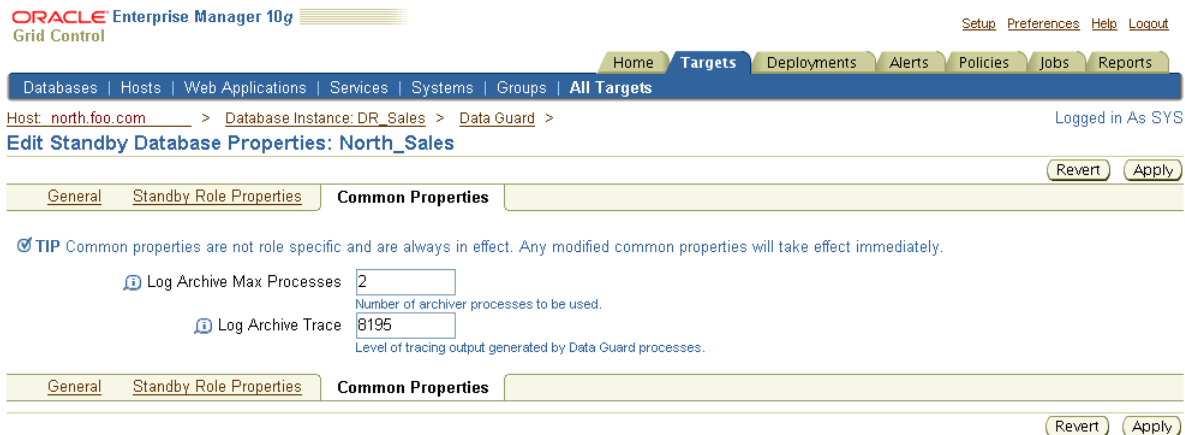 ORACLE Enterprise Manager 10g
Grid Control
Setup Preferences Help Logout
Home Targets Deployments Alerts Policies Jobs Reports
Databases | Hosts | Web Applications | Services | Systems | Groups | All Targets
Host: north.foo.com > Database Instance: DR_Sales > Data Guard >
Logged in As SYS
Edit Standby Database Properties: North_Sales
Revert Apply
General Standby Role Properties Common Properties
TIP Common properties are not role specific and are always in effect. Any modified common properties will take effect immediately.
Log Archive Max Processes 2
Number of archiver processes to be used.
Log Archive Trace 8195
Level of tracing output generated by Data Guard processes.
General Standby Role Properties Common Properties
Revert Apply